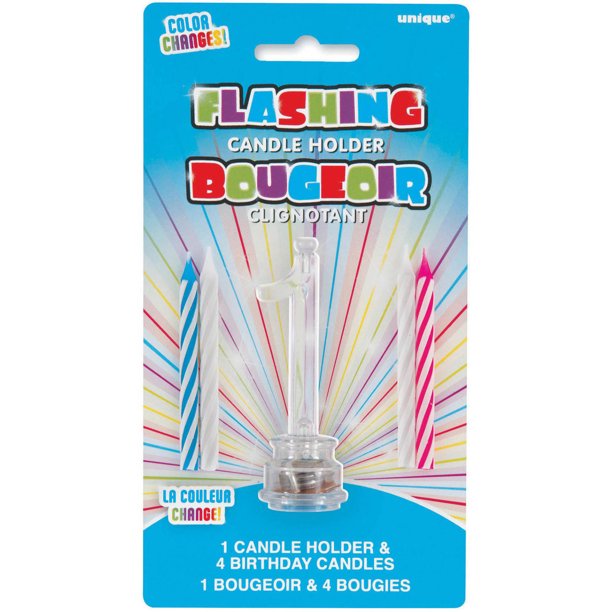 COLOR
CHANGES!
unique®
FLASHING
CANDLE HOLDER
BOUGEOIR
CLIGNOTANT
LA COULEUR
CHANGE!
1 CANDLE HOLDER &
4 BIRTHDAY CANDLES
1 BOUGEOIR & 4 BOUGIES